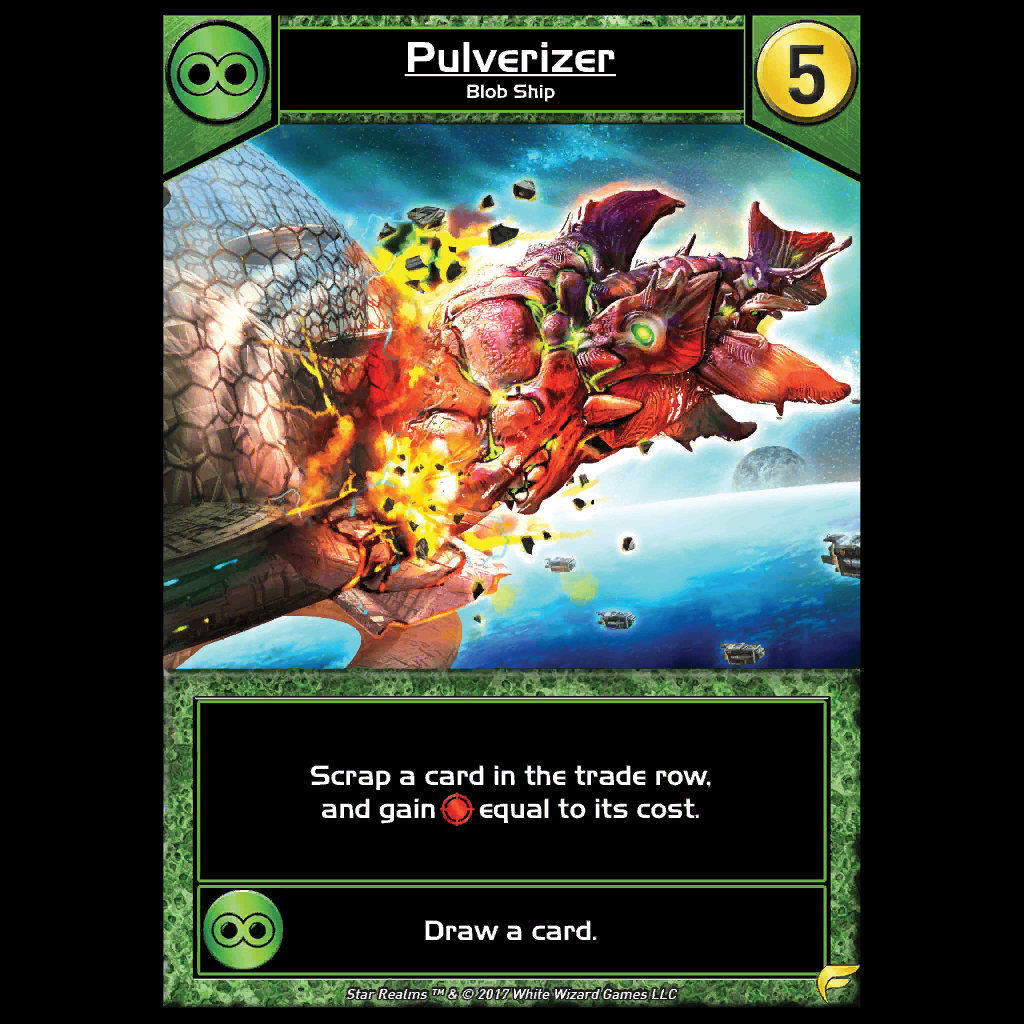 Pulverizer
5
Blob Ship
Scrap a card in the trade row,
and gain equal to its cost.
Draw a card.
Star Realms ™ & © 2017 White Wizard Games LLC